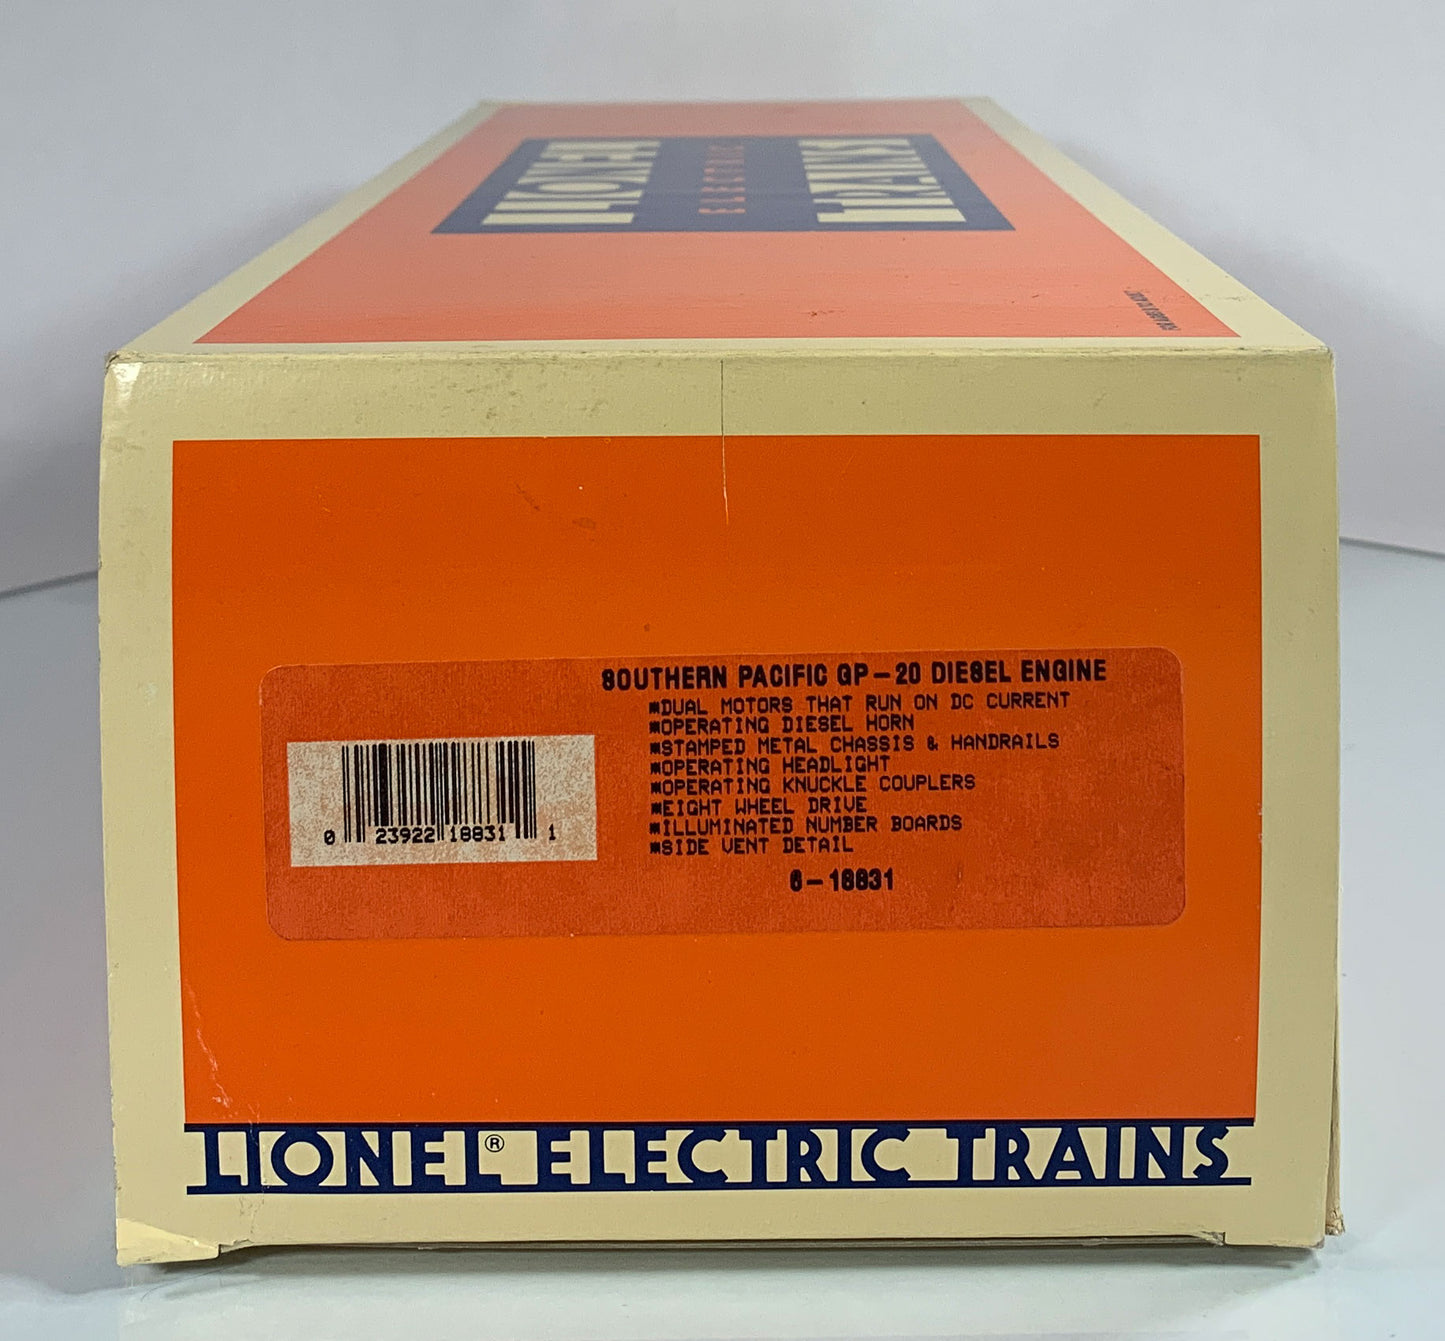 LIONEL
ELECTRIC
TRAINS
SOUTHERN PACIFIC GP-20 DIESEL ENGINE
*DUAL MOTORS THAT RUN ON DC CURRENT
*OPERATING DIESEL HORN
*STAMPED METAL CHASSIS & HANDRAILS
*OPERATING HEADLIGHT
*OPERATING KNUCKLE COUPLERS
*EIGHT WHEEL DRIVE
*ILLUMINATED NUMBER BOARDS
*SIDE VENT DETAIL
6-18831
0 23922 18831 1
LIONEL® ELECTRIC TRAINS